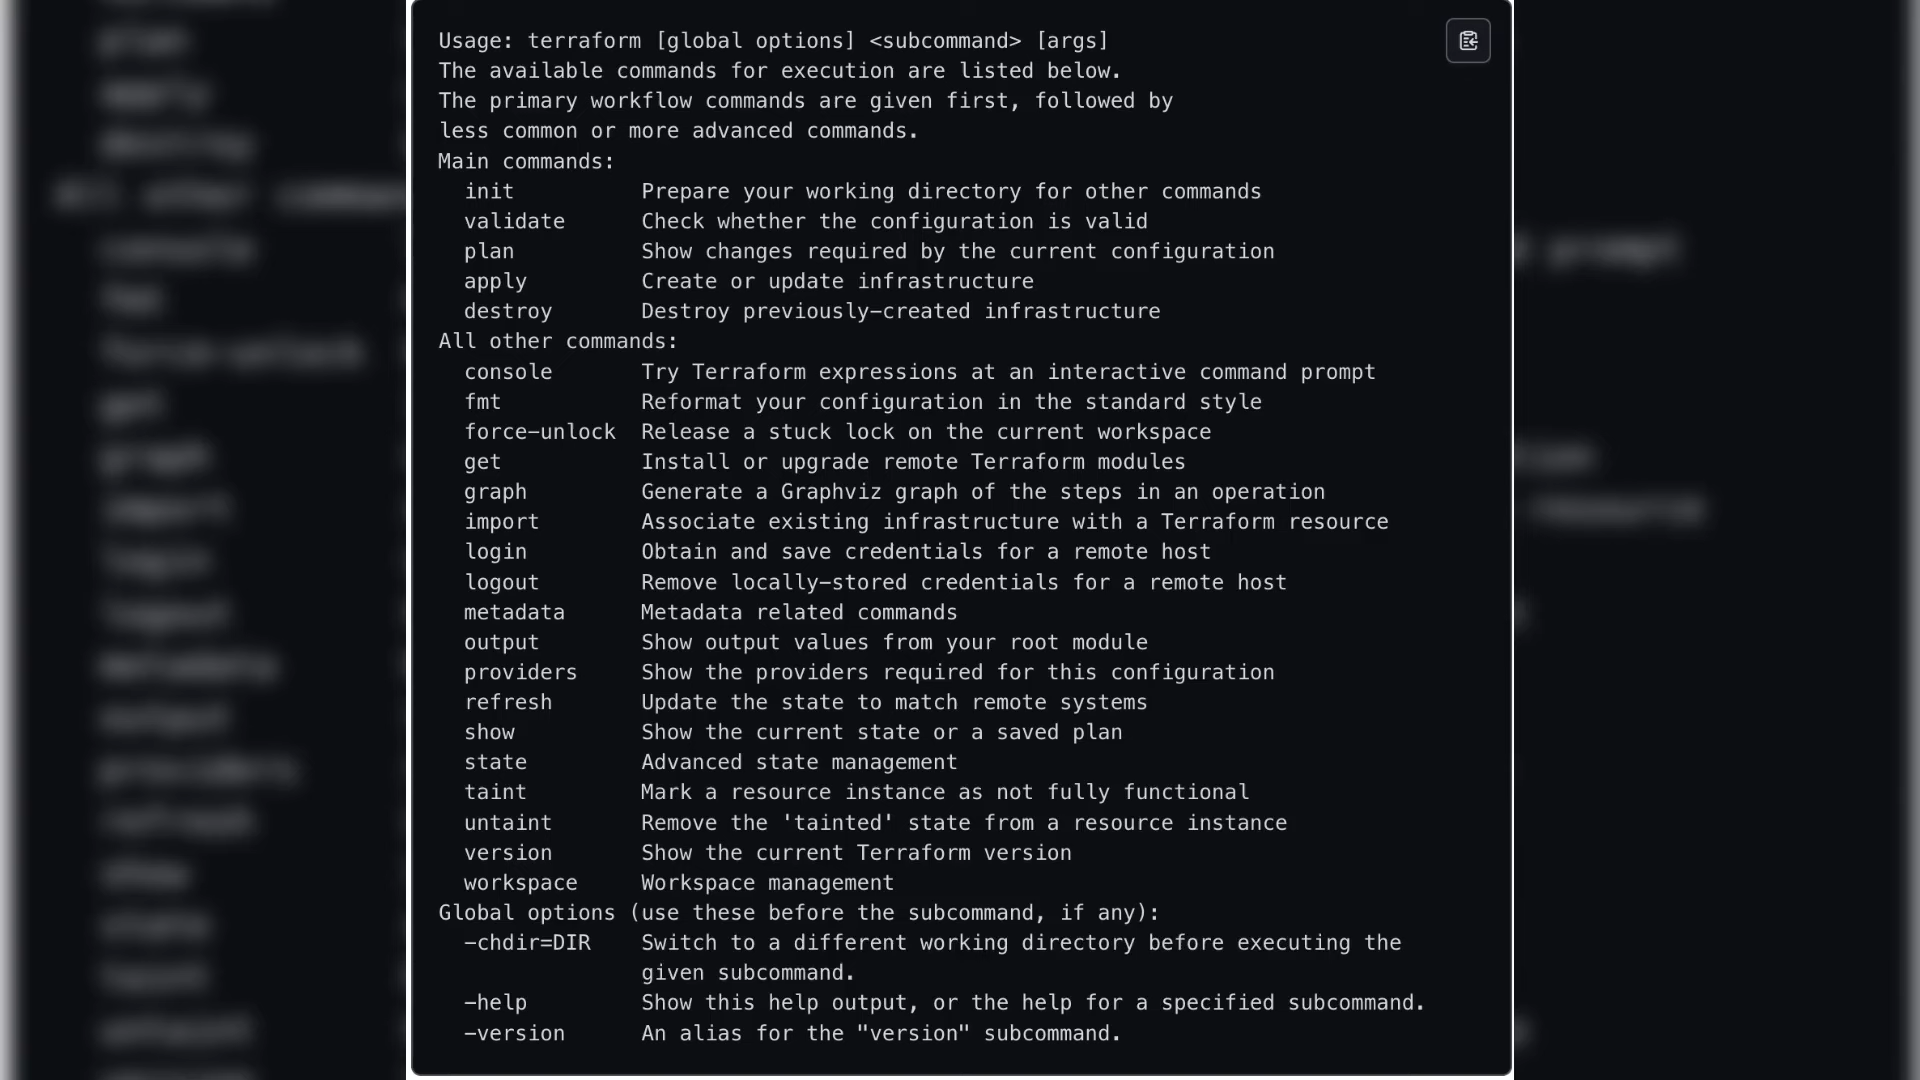 Usage: terraform [global options] <subcommand> [args]
The available commands for execution are listed below.
The primary workflow commands are given first, followed by
less common or more advanced commands.
Main commands:
  init          Prepare your working directory for other commands
  validate      Check whether the configuration is valid
  plan          Show changes required by the current configuration
  apply         Create or update infrastructure
  destroy       Destroy previously-created infrastructure
All other commands:
  console       Try Terraform expressions at an interactive command prompt
  fmt           Reformat your configuration in the standard style
  force-unlock  Release a stuck lock on the current workspace
  get           Install or upgrade remote Terraform modules
  graph         Generate a Graphviz graph of the steps in an operation
  import        Associate existing infrastructure with a Terraform resource
  login         Obtain and save credentials for a remote host
  logout        Remove locally-stored credentials for a remote host
  metadata      Metadata related commands
  output        Show output values from your root module
  providers     Show the providers required for this configuration
  refresh       Update the state to match remote systems
  show          Show the current state or a saved plan
  state         Advanced state management
  taint         Mark a resource instance as not fully functional
  untaint       Remove the 'tainted' state from a resource instance
  version       Show the current Terraform version
  workspace     Workspace management
Global options (use these before the subcommand, if any):
  -chdir=DIR    Switch to a different working directory before executing the
                given subcommand.
  -help         Show this help output, or the help for a specified subcommand.
  -version      An alias for the "version" subcommand.